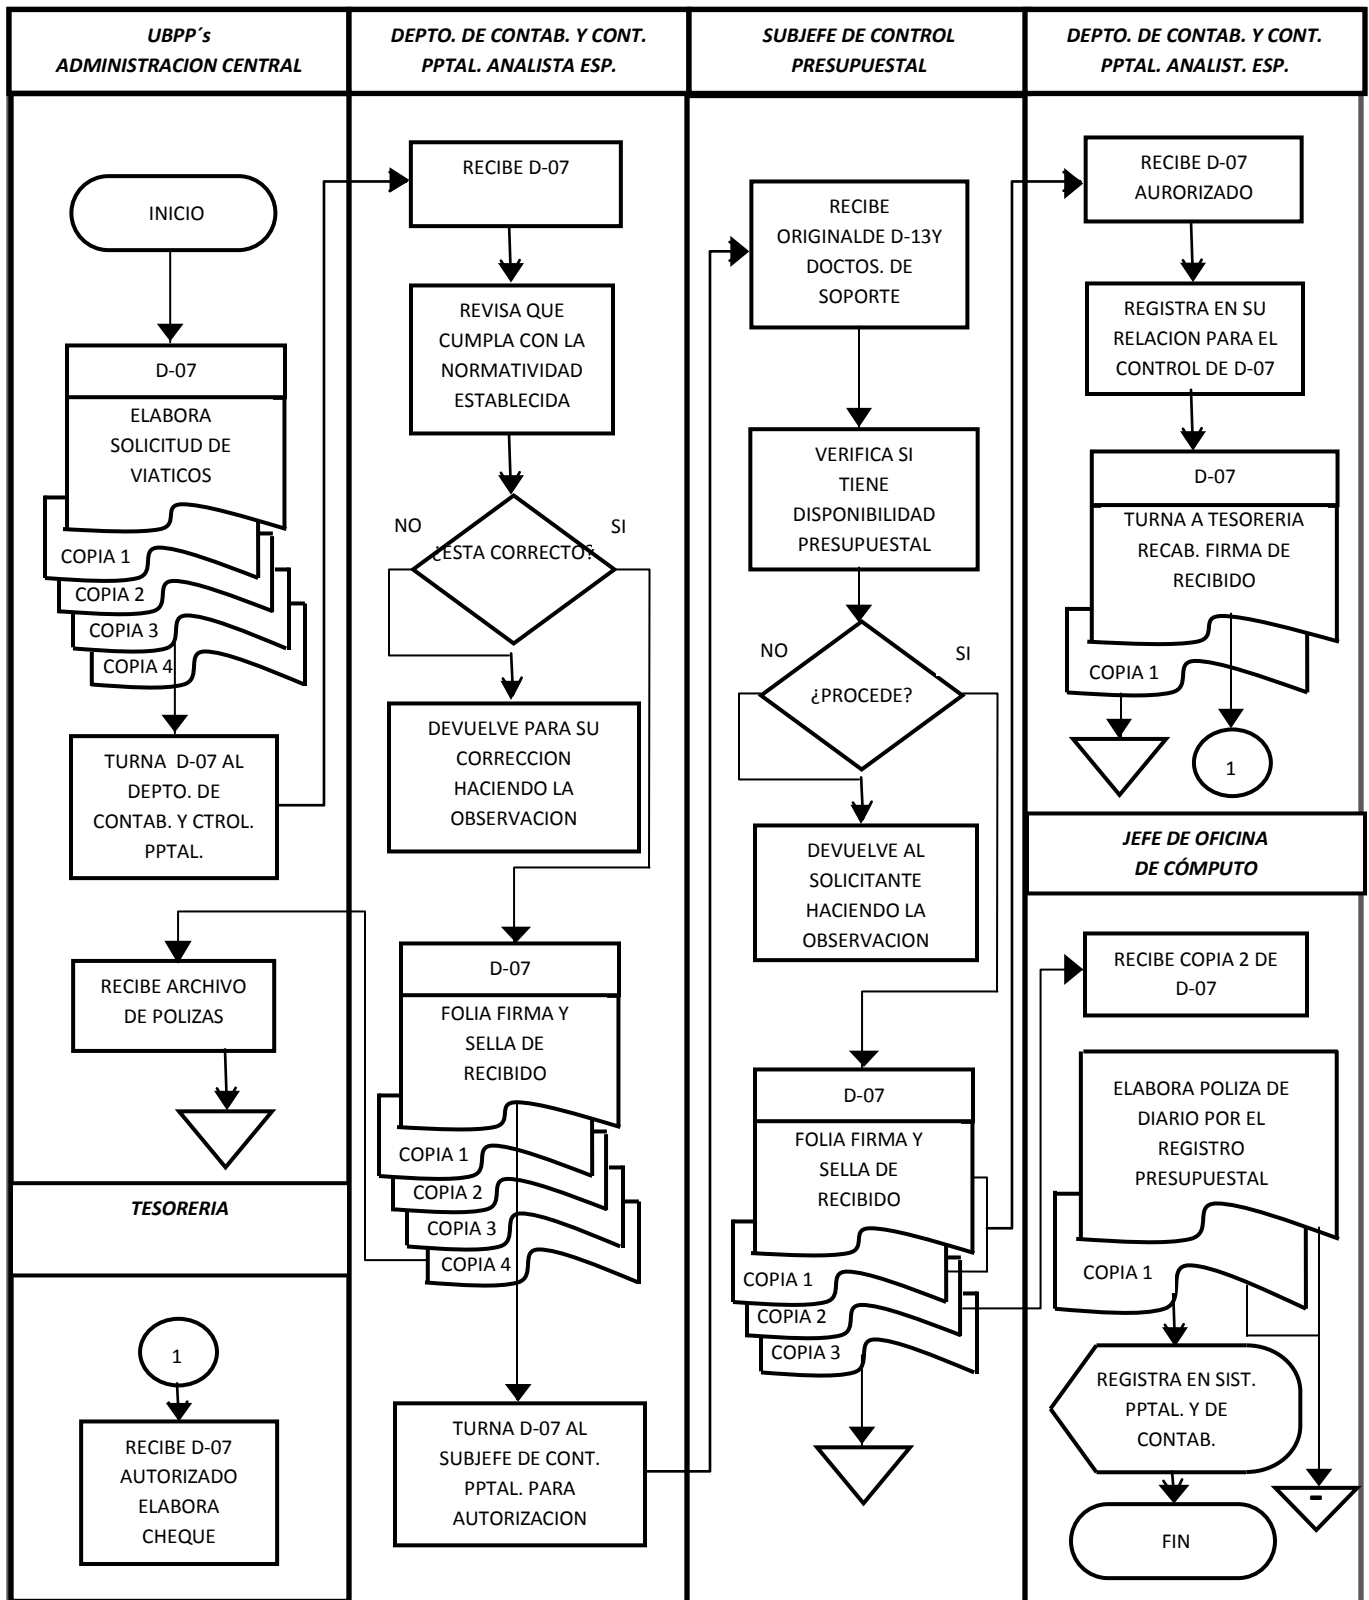 UBPP´s
ADMINISTRACION CENTRAL
DEPTO. DE CONTAB. Y CONT.
PPTAL. ANALISTA ESP.
SUBJEFE DE CONTROL
PRESUPUESTAL
DEPTO. DE CONTAB. Y CONT.
PPTAL. ANALIST. ESP.
INICIO
D-07
ELABORA
SOLICITUD DE
VIATICOS
COPIA 1
COPIA 2
COPIA 3
COPIA 4
TURNA D-07 AL
DEPTO. DE
CONTAB. Y CTROL.
PPTAL.
RECIBE ARCHIVO
DE POLIZAS
TESORERIA
1
RECIBE D-07
AUTORIZADO
ELABORA
CHEQUE
RECIBE D-07
REVISA QUE
CUMPLA CON LA
NORMATIVIDAD
ESTABLECIDA
NO
SI
¿ESTA CORRECTO?
DEVUELVE PARA SU
CORRECCION
HACIENDO LA
OBSERVACION
D-07
FOLIA FIRMA Y
SELLA DE
RECIBIDO
COPIA 1
COPIA 2
COPIA 3
COPIA 4
TURNA D-07 AL
SUBJEFE DE CONT.
PPTAL. PARA
AUTORIZACION
RECIBE
ORIGINALDE D-13Y
DOCTOS. DE
SOPORTE
VERIFICA SI
TIENE
DISPONIBILIDAD
PRESUPUESTAL
NO
SI
¿PROCEDE?
DEVUELVE AL
SOLICITANTE
HACIENDO LA
OBSERVACION
D-07
FOLIA FIRMA Y
SELLA DE
RECIBIDO
COPIA 1
COPIA 2
COPIA 3
RECIBE D-07
AURORIZADO
REGISTRA EN SU
RELACION PARA EL
CONTROL DE D-07
D-07
TURNA A TESORERIA
RECAB. FIRMA DE
RECIBIDO
COPIA 1
1
JEFE DE OFICINA
DE CÓMPUTO
RECIBE COPIA 2 DE
D-07
ELABORA POLIZA DE
DIARIO POR EL
REGISTRO
PRESUPUESTAL
COPIA 1
REGISTRA EN SIST.
PPTAL. Y DE
CONTAB.
-
FIN